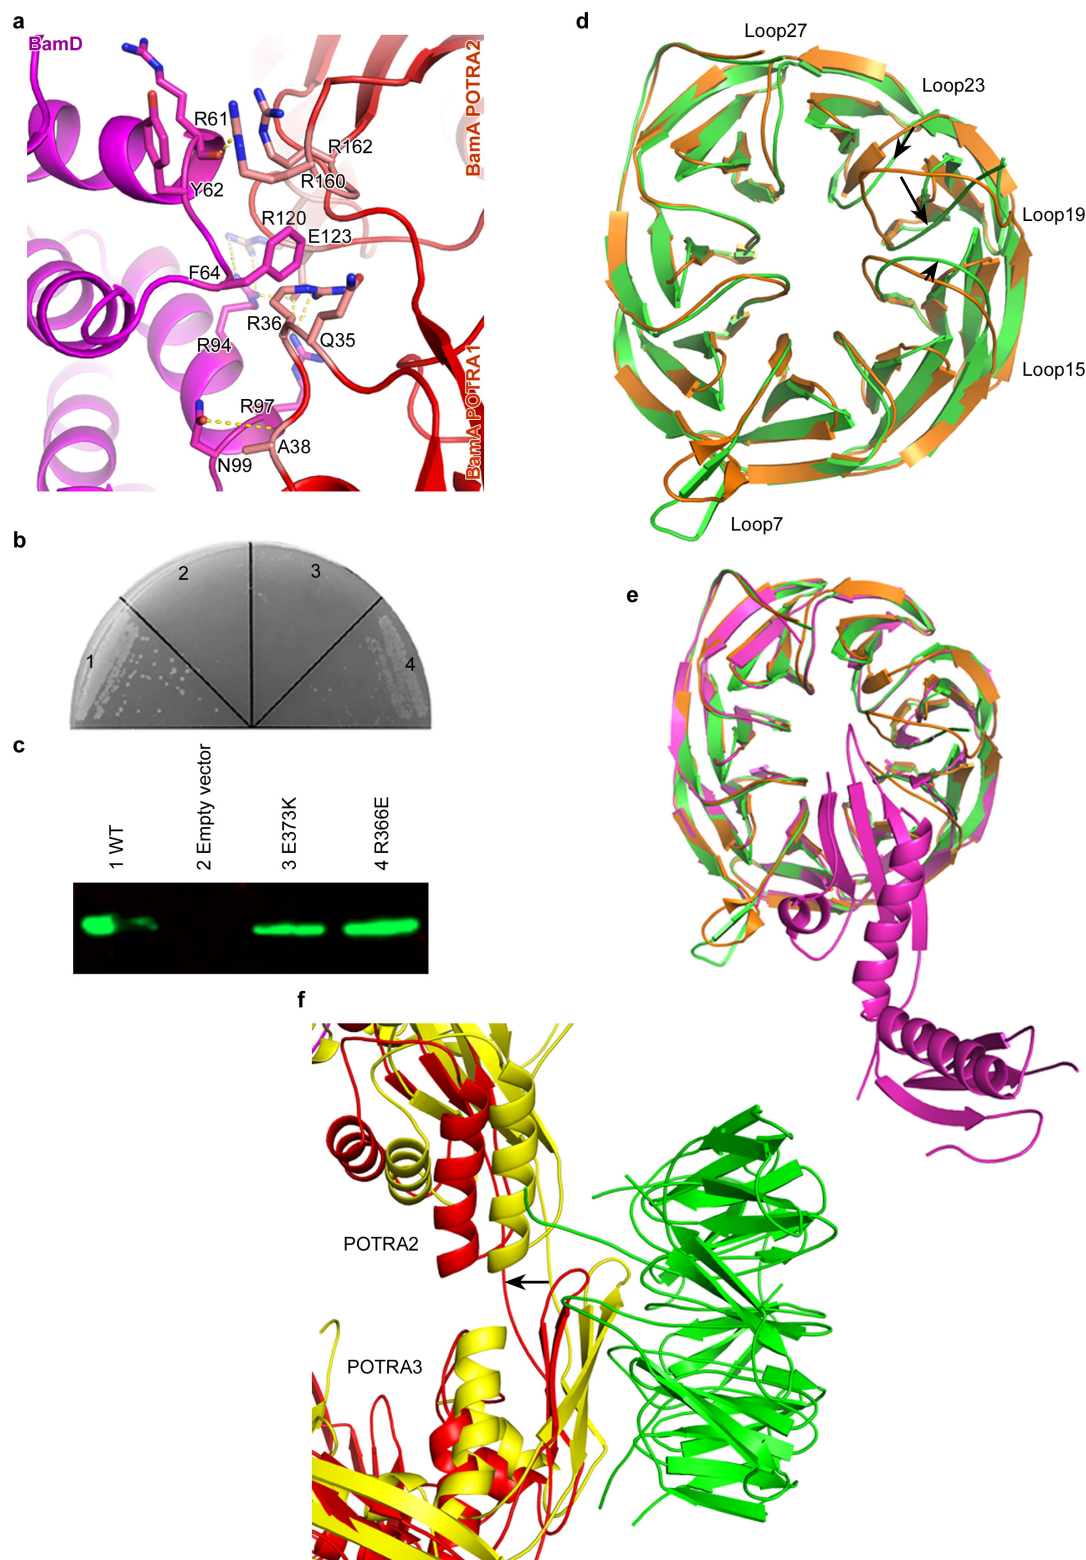 a
BamD
R61
Y62
R162
R160
R120
E123
F64
R36
Q35
R94
R97
A38
N99
BamA POTRA2
BamA POTRA1
b
1
2
3
4
c
1 WT
2 Empty vector
3 E373K
4 R366E
d
Loop27
Loop23
Loop19
Loop15
Loop7
e
f
POTRA2
POTRA3